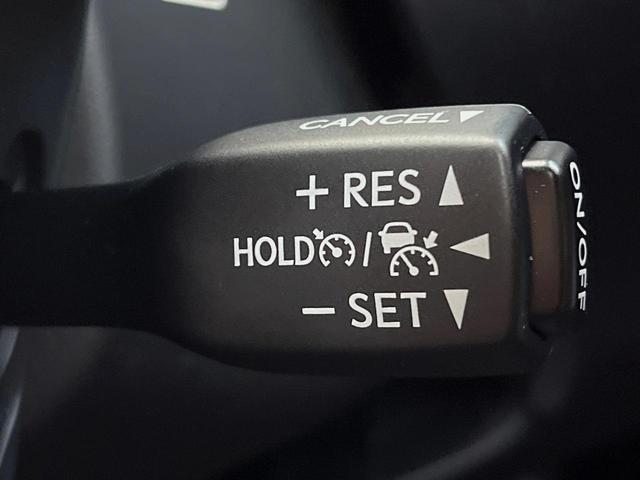 CANCEL
+ RES
HOLD /
− SET
ON/OFF